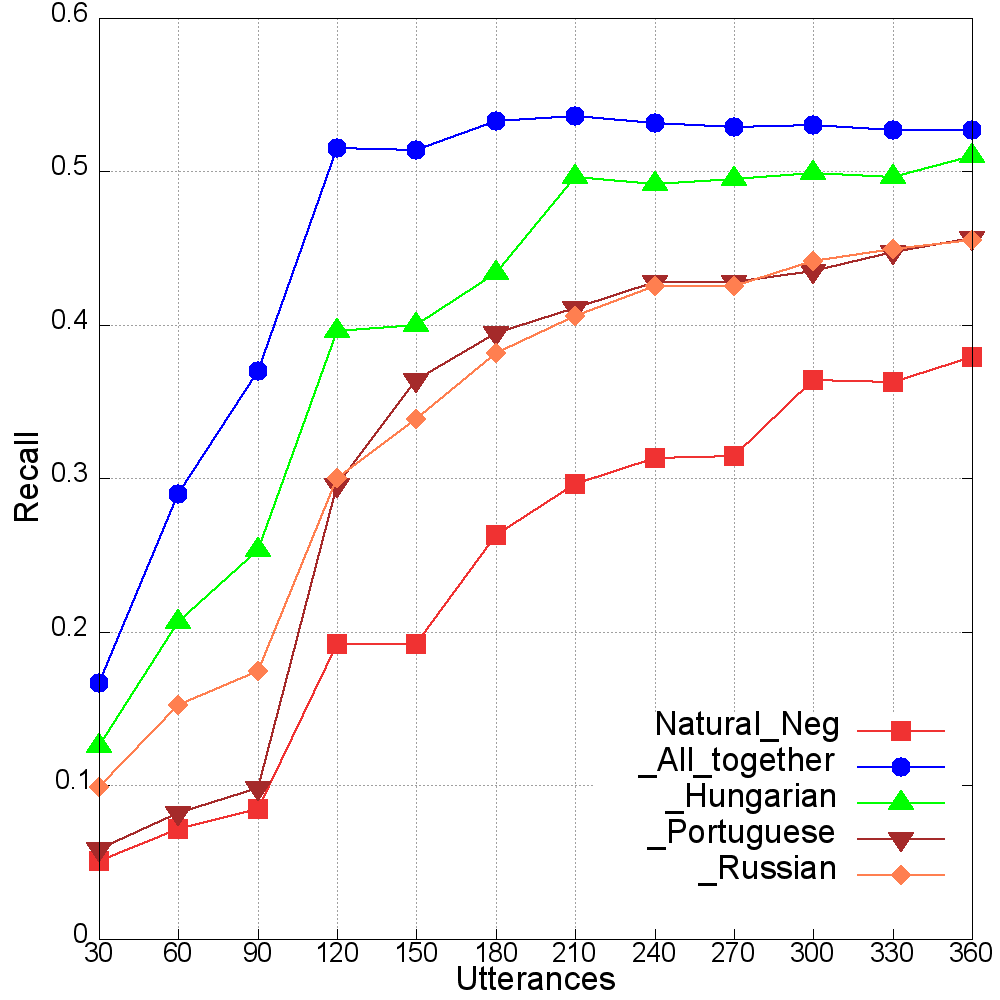 0.6
0.5
0.4
0.3
0.2
0.1
0
Recall
Natural_Neg
_All_together
_Hungarian
_Portuguese
_Russian
30 60 90 120 150 180 210 240 270 300 330 360
Utterances